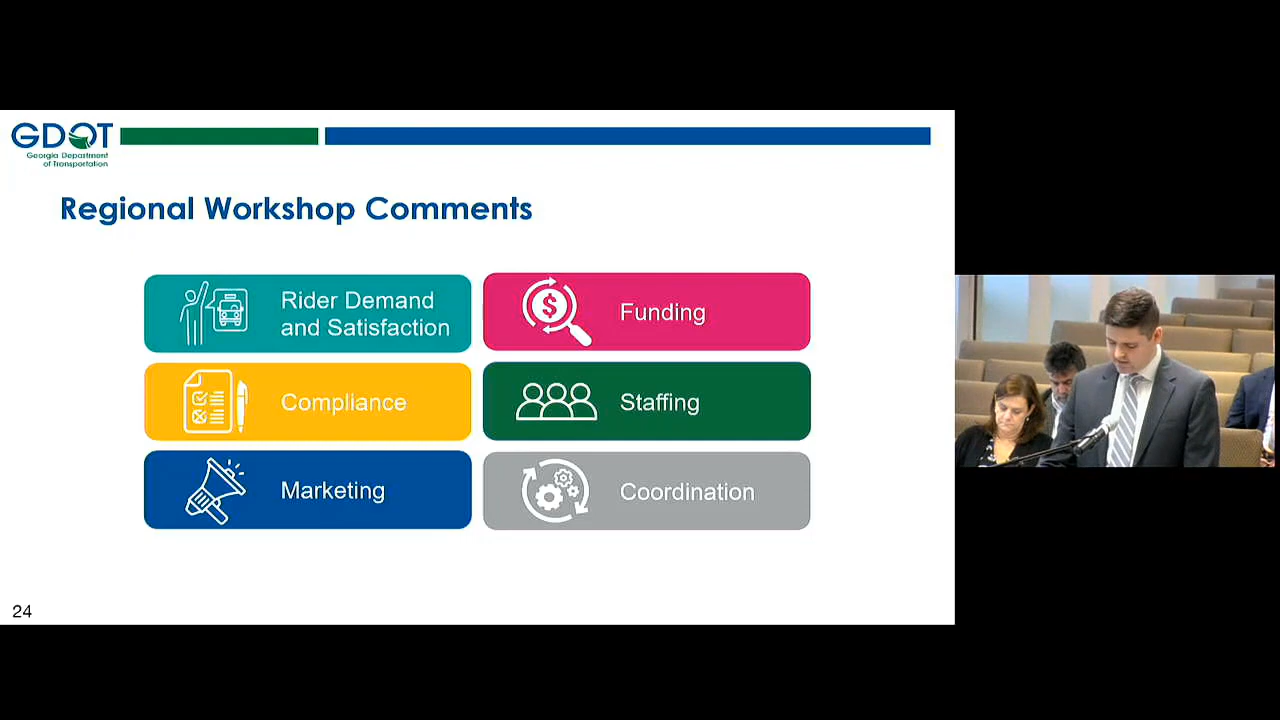 GDOT
Georgia Department
of Transportation
Regional Workshop Comments
Rider Demand
and Satisfaction
Funding
Compliance
Staffing
Marketing
Coordination
24